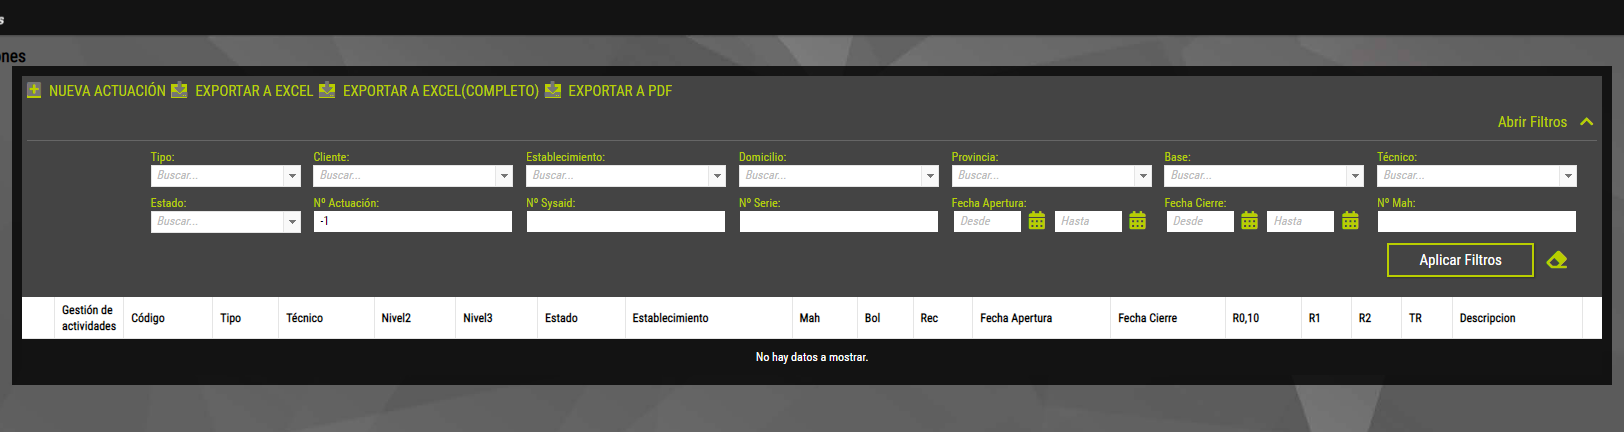 s
ones
NUEVA ACTUACIÓN EXPORTAR A EXCEL EXPORTAR A EXCEL(COMPLETO) EXPORTAR A PDF
Abrir Filtros
Tipo: Cliente: Establecimiento: Domicilio: Provincia: Base: Técnico:
Buscar... Buscar... Buscar... Buscar... Buscar... Buscar... Buscar...
Estado: Nº Actuación: Nº Sysaid: Nº Serie: Fecha Apertura: Fecha Cierre: Nº Mah:
Buscar... -1 Desde Hasta Desde Hasta
Aplicar Filtros
Gestión de
actividades Código Tipo Técnico Nivel2 Nivel3 Estado Establecimiento Mah Bol Rec Fecha Apertura Fecha Cierre R0,10 R1 R2 TR Descripcion
No hay datos a mostrar.